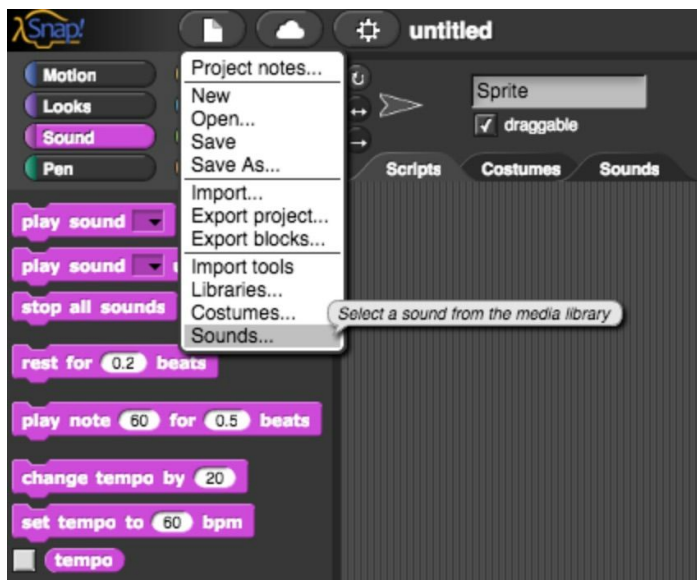 Snap!
untitled
Motion
Looks
Sound
Pen
Project notes...
New
Open...
Save
Save As...
Import...
Export project...
Export blocks...
Import tools
Libraries...
Costumes...
Sounds...
Select a sound from the media library
Sprite
draggable
Scripts Costumes Sounds
play sound
play sound
stop all sounds
rest for 0.2 beats
play note 60 for 0.5 beats
change tempo by 20
set tempo to 60 bpm
tempo